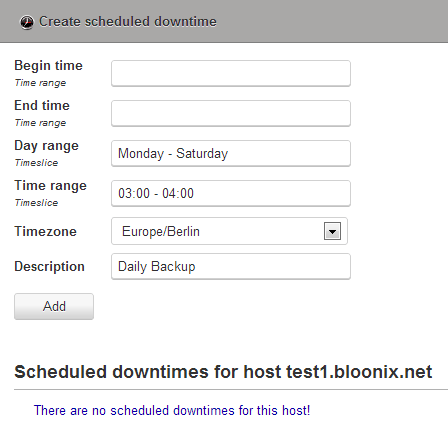 Create scheduled downtime
Begin time
Time range
End time
Time range
Day range
Timeslice
Monday - Saturday
Time range
Timeslice
03:00 - 04:00
Timezone
Europe/Berlin
Description
Daily Backup
Add
Scheduled downtimes for host test1.bloonix.net
There are no scheduled downtimes for this host!